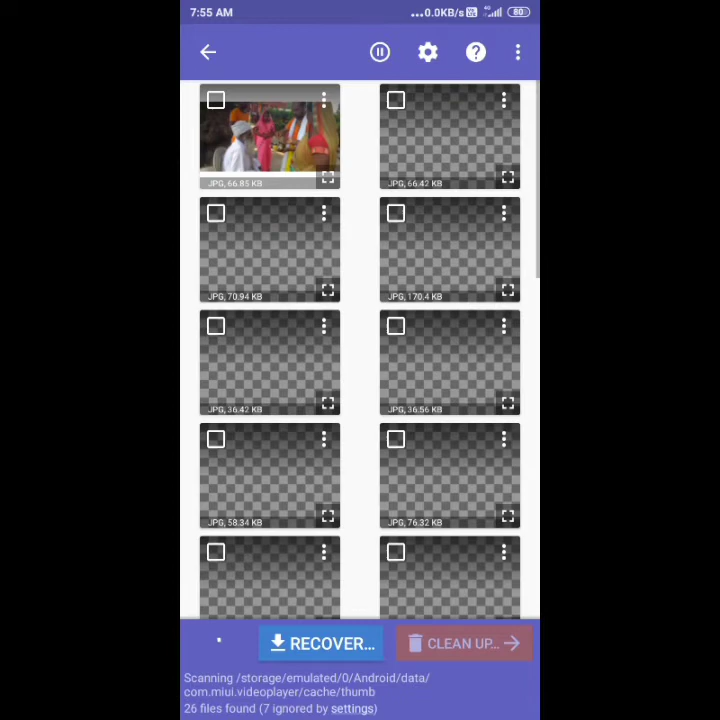 7:55 AM
...0.0KB/s
4G
80
JPG, 66.85 KB
JPG, 66.42 KB
JPG, 70.94 KB
JPG, 170.4 KB
JPG, 36.42 KB
JPG, 36.56 KB
JPG, 58.34 KB
JPG, 76.32 KB
RECOVER...
CLEAN UP...
Scanning /storage/emulated/0/Android/data/
com.miui.videoplayer/cache/thumb
26 files found (7 ignored by settings)